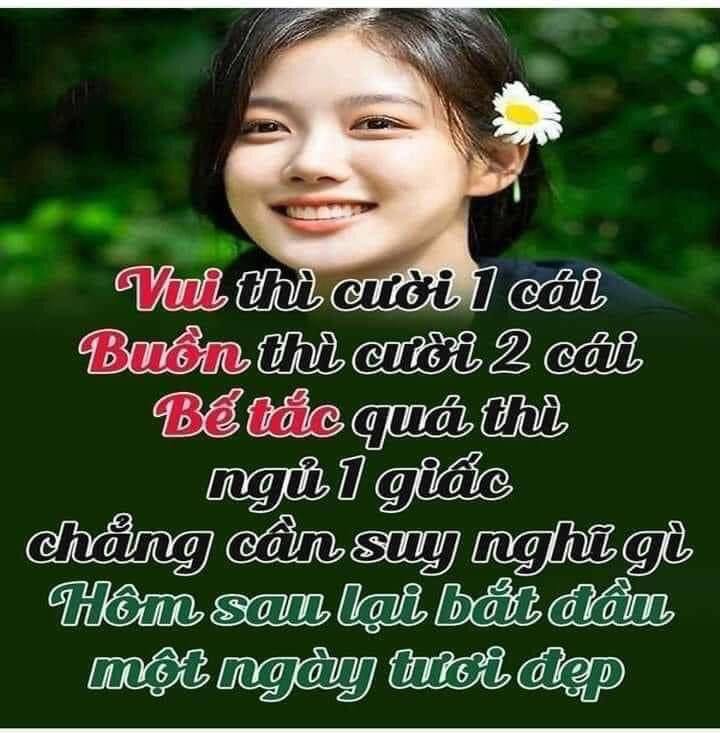 Vui thì cười 1 cái
Buồn thì cười 2 cái
Bế tắc quá thì
ngủ 1 giấc
chẳng cần suy nghĩ gì
Hôm sau lại bắt đầu
một ngày tươi đẹp